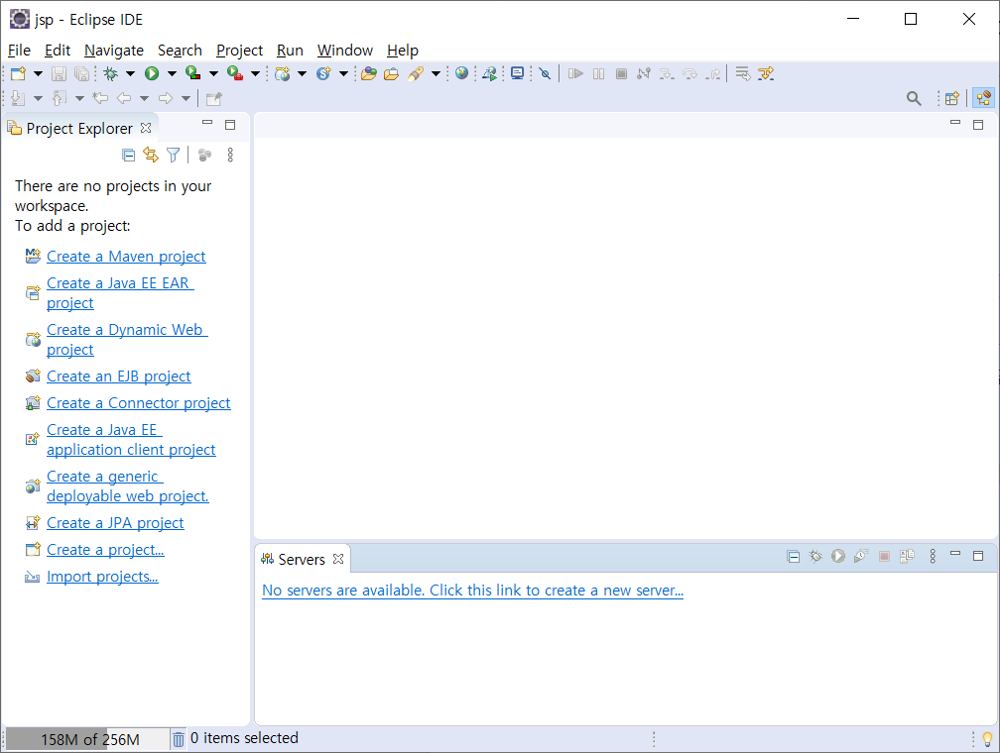 jsp - Eclipse IDE
File Edit Navigate Search Project Run Window Help
Project Explorer
There are no projects in your
workspace.
To add a project:
Create a Maven project
Create a Java EE EAR
project
Create a Dynamic Web
project
Create an EJB project
Create a Connector project
Create a Java EE
application client project
Create a generic
deployable web project.
Create a JPA project
Create a project...
Import projects...
Servers
No servers are available. Click this link to create a new server...
158M of 256M
0 items selected